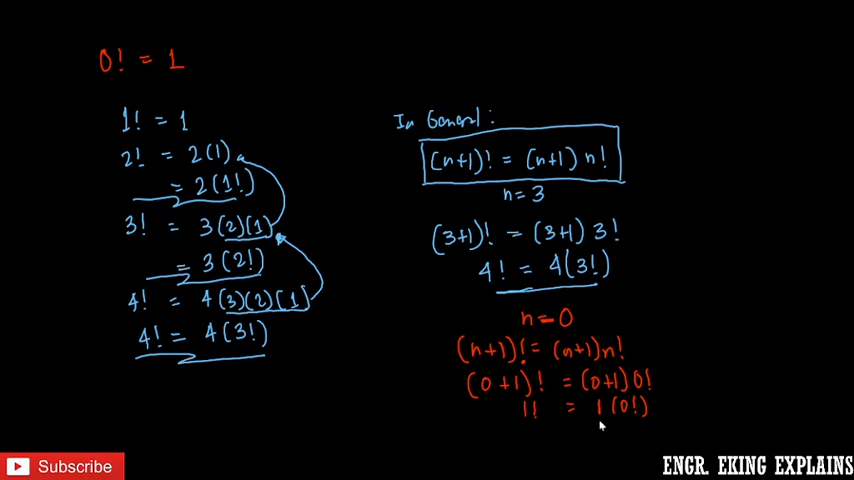 0! = 1
1! = 1
2! = 2(1)
= 2(1!)
3! = 3(2)(1)
= 3(2!)
4! = 4(3)(2)(1)
4! = 4(3!)
In General:
(n+1)! = (n+1) n!
n=3
(3+1)! = (3+1) 3!
4! = 4(3!)
n=0
(n+1)! = (n+1)n!
(0+1)! = (0+1)0!
1! = 1(0!)
Subscribe
ENGR. EKING EXPLAINS